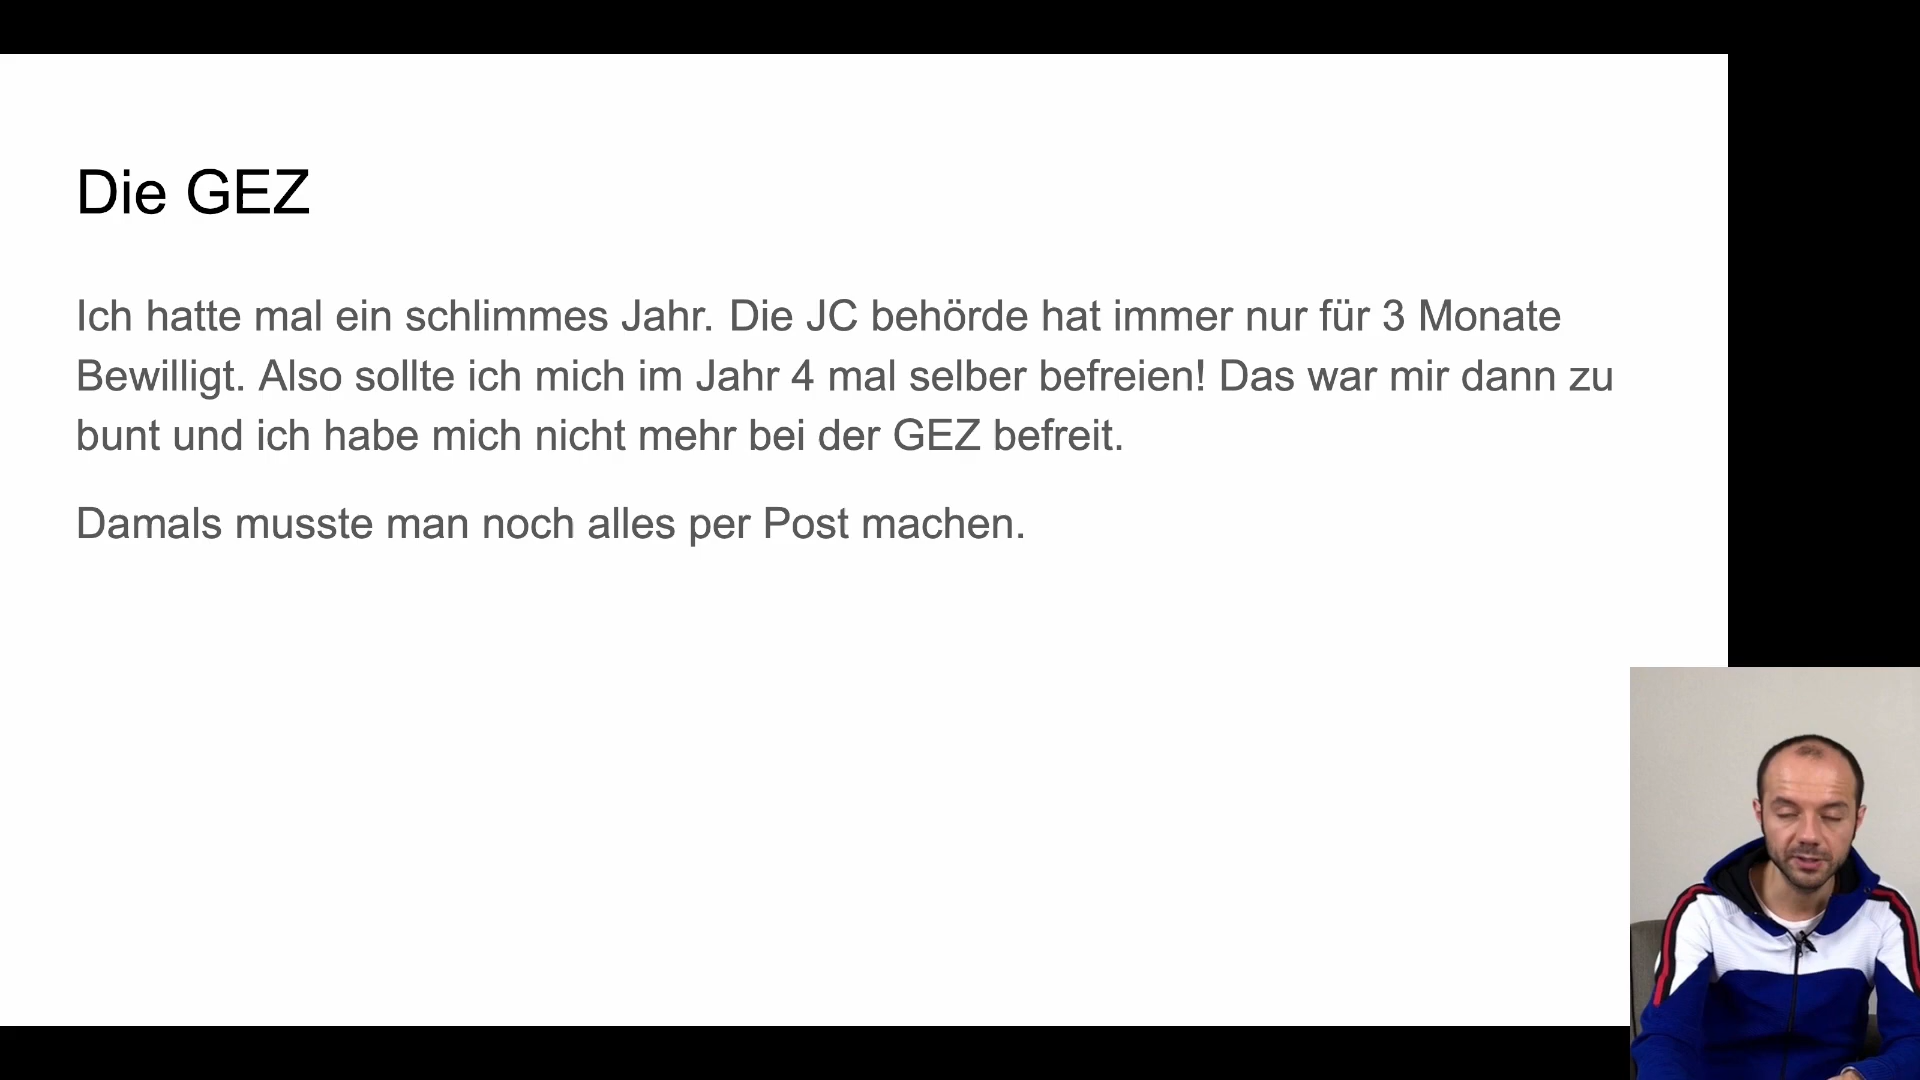 Die GEZ
Ich hatte mal ein schlimmes Jahr. Die JC behörde hat immer nur für 3 Monate
Bewilligt. Also sollte ich mich im Jahr 4 mal selber befreien! Das war mir dann zu
bunt und ich habe mich nicht mehr bei der GEZ befreit.
Damals musste man noch alles per Post machen.